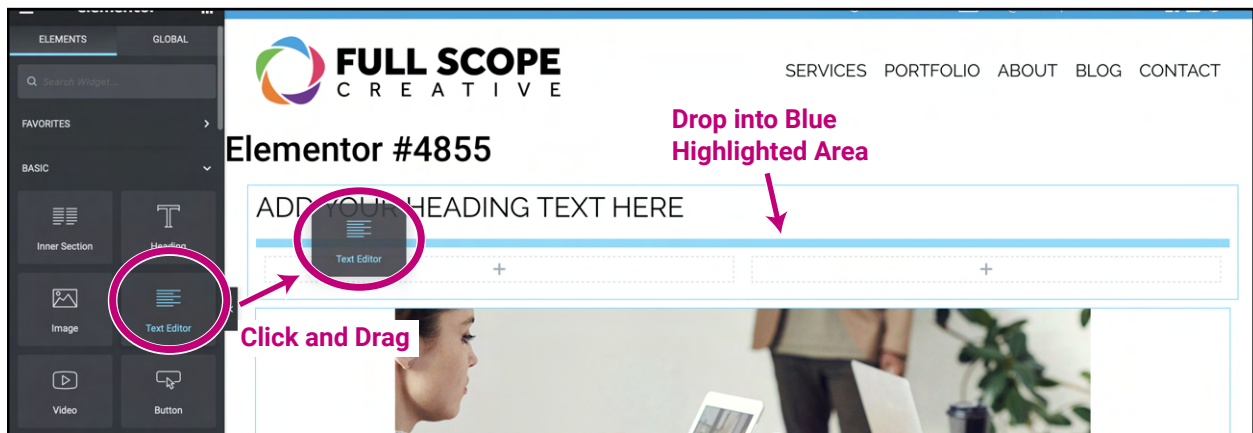 ELEMENTS GLOBAL
Search Widget...
FAVORITES
BASIC
Inner Section Heading
Image Text Editor
Video Button
FULL SCOPE
CREATIVE
SERVICES PORTFOLIO ABOUT BLOG CONTACT
Elementor #4855
Drop into Blue
Highlighted Area
ADD YOUR HEADING TEXT HERE
Text Editor
Click and Drag